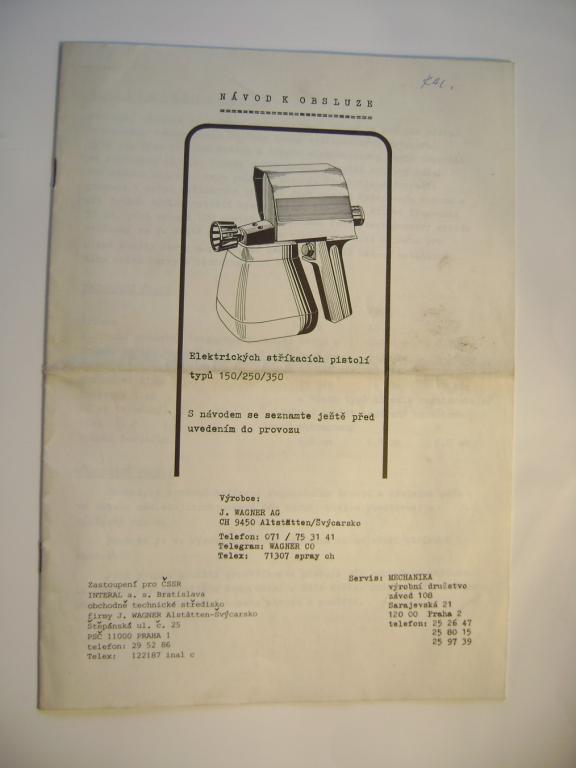 NÁVOD K OBSLUZE
Elektrických stříkacích pistolí
typů 150/250/350
S návodem se seznamte ještě před
uvedením do provozu
Výrobce:
J. WAGNER AG
CH 9450 Altstätten/Švýcarsko
Telefon: 071 / 75 31 41
Telegram: WAGNER CO
Telex: 71307 spray ch
Zastoupení pro ČSSR
INTERAL a. s. Bratislava
obchodně technické středisko
firmy J. WAGNER Alstätten-Švýcarsko
Štěpánská ul. č. 25
PSČ 11000 PRAHA 1
telefon: 29 52 86
Telex: 122187 inal c
Servis: MECHANIKA
výrobní družstvo
závod 108
Sarajevská 21
120 00 Praha 2
telefon: 25 26 47
25 80 15
25 97 39